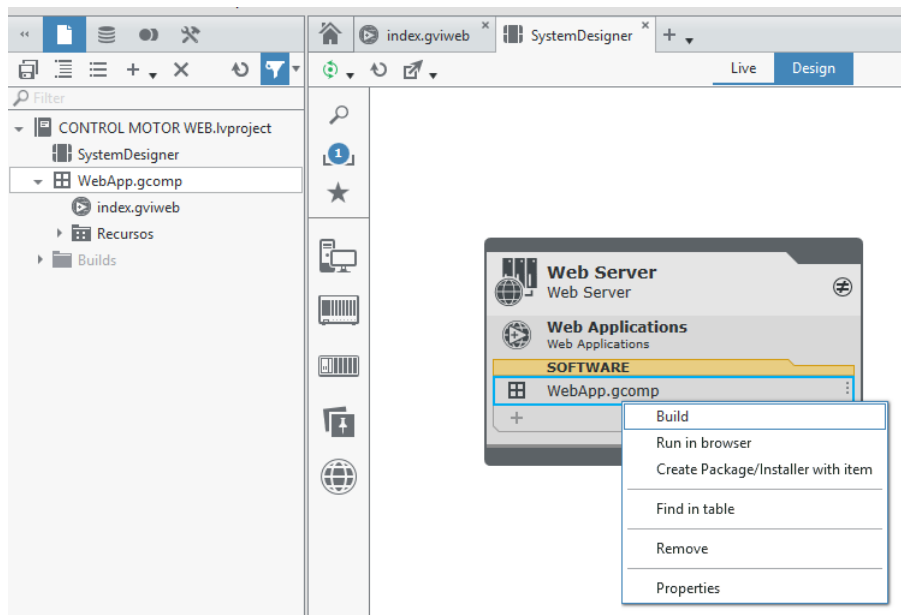 index.gviweb
SystemDesigner
Live
Design
Filter
CONTROL MOTOR WEB.lvproject
SystemDesigner
WebApp.gcomp
index.gviweb
Recursos
Builds
1
Web Server
Web Server
Web Applications
Web Applications
SOFTWARE
WebApp.gcomp
Build
Run in browser
Create Package/Installer with item
Find in table
Remove
Properties